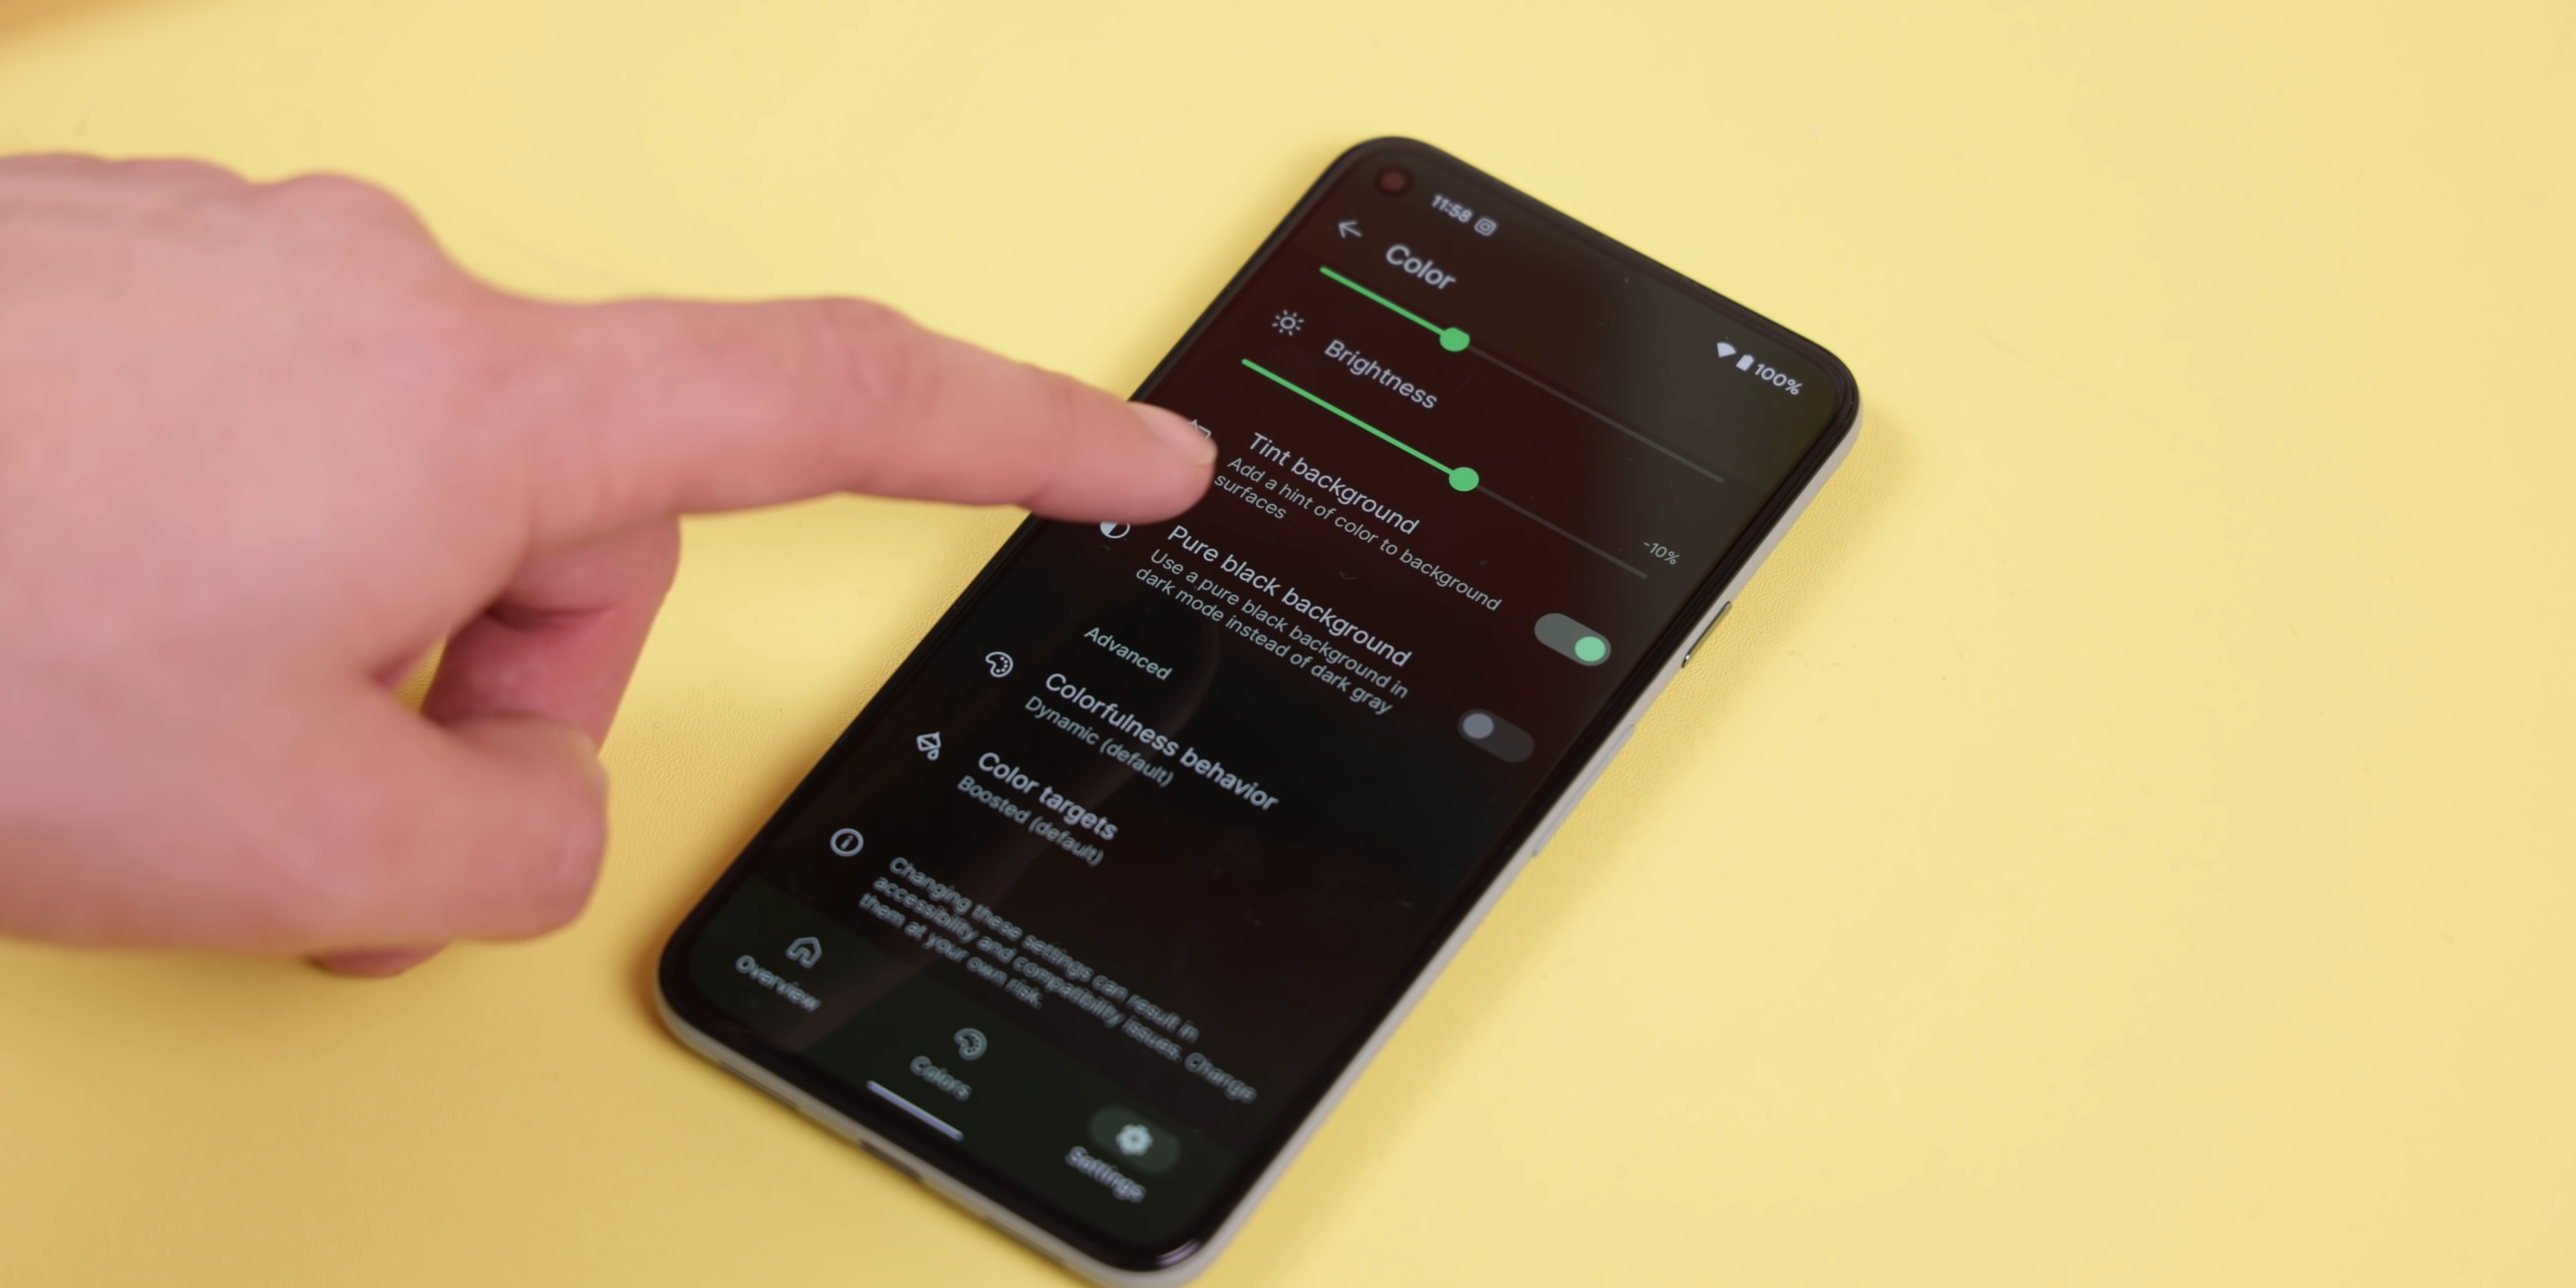 11:58
100%
Color
Brightness
-10%
Tint background
Add a hint of color to background
surfaces
Pure black background
Use a pure black background in
dark mode instead of dark gray
Advanced
Colorfulness behavior
Dynamic (default)
Color targets
Boosted (default)
Changing these settings can result in
accessibility and compatibility issues. Change
them at your own risk.
Overview
Colors
Settings